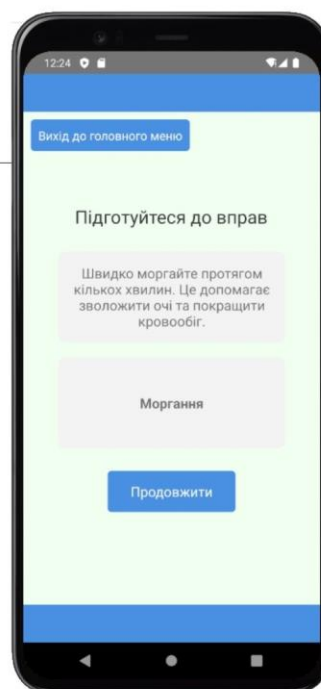 12:24
Вихід до головного меню
Підготуйтеся до вправ
Швидко моргайте протягом
кількох хвилин. Це допомагає
зволожити очі та покращити
кровообіг.
Моргання
Продовжити